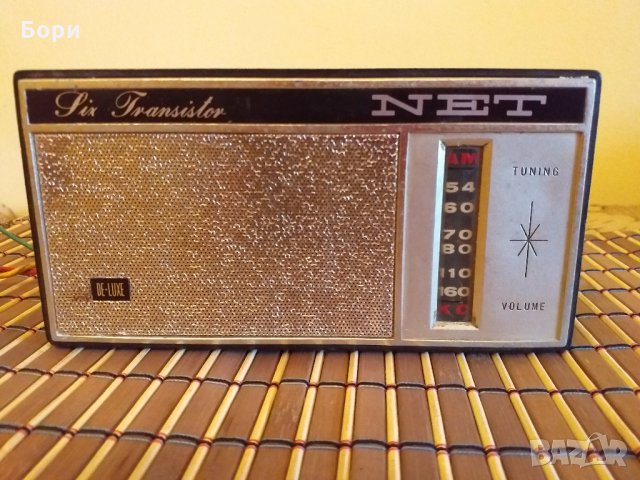 Бори
Six Transistor NET
AM
54
60
70
80
110
160
KC
TUNING
VOLUME
DE-LUXE
BAZAR